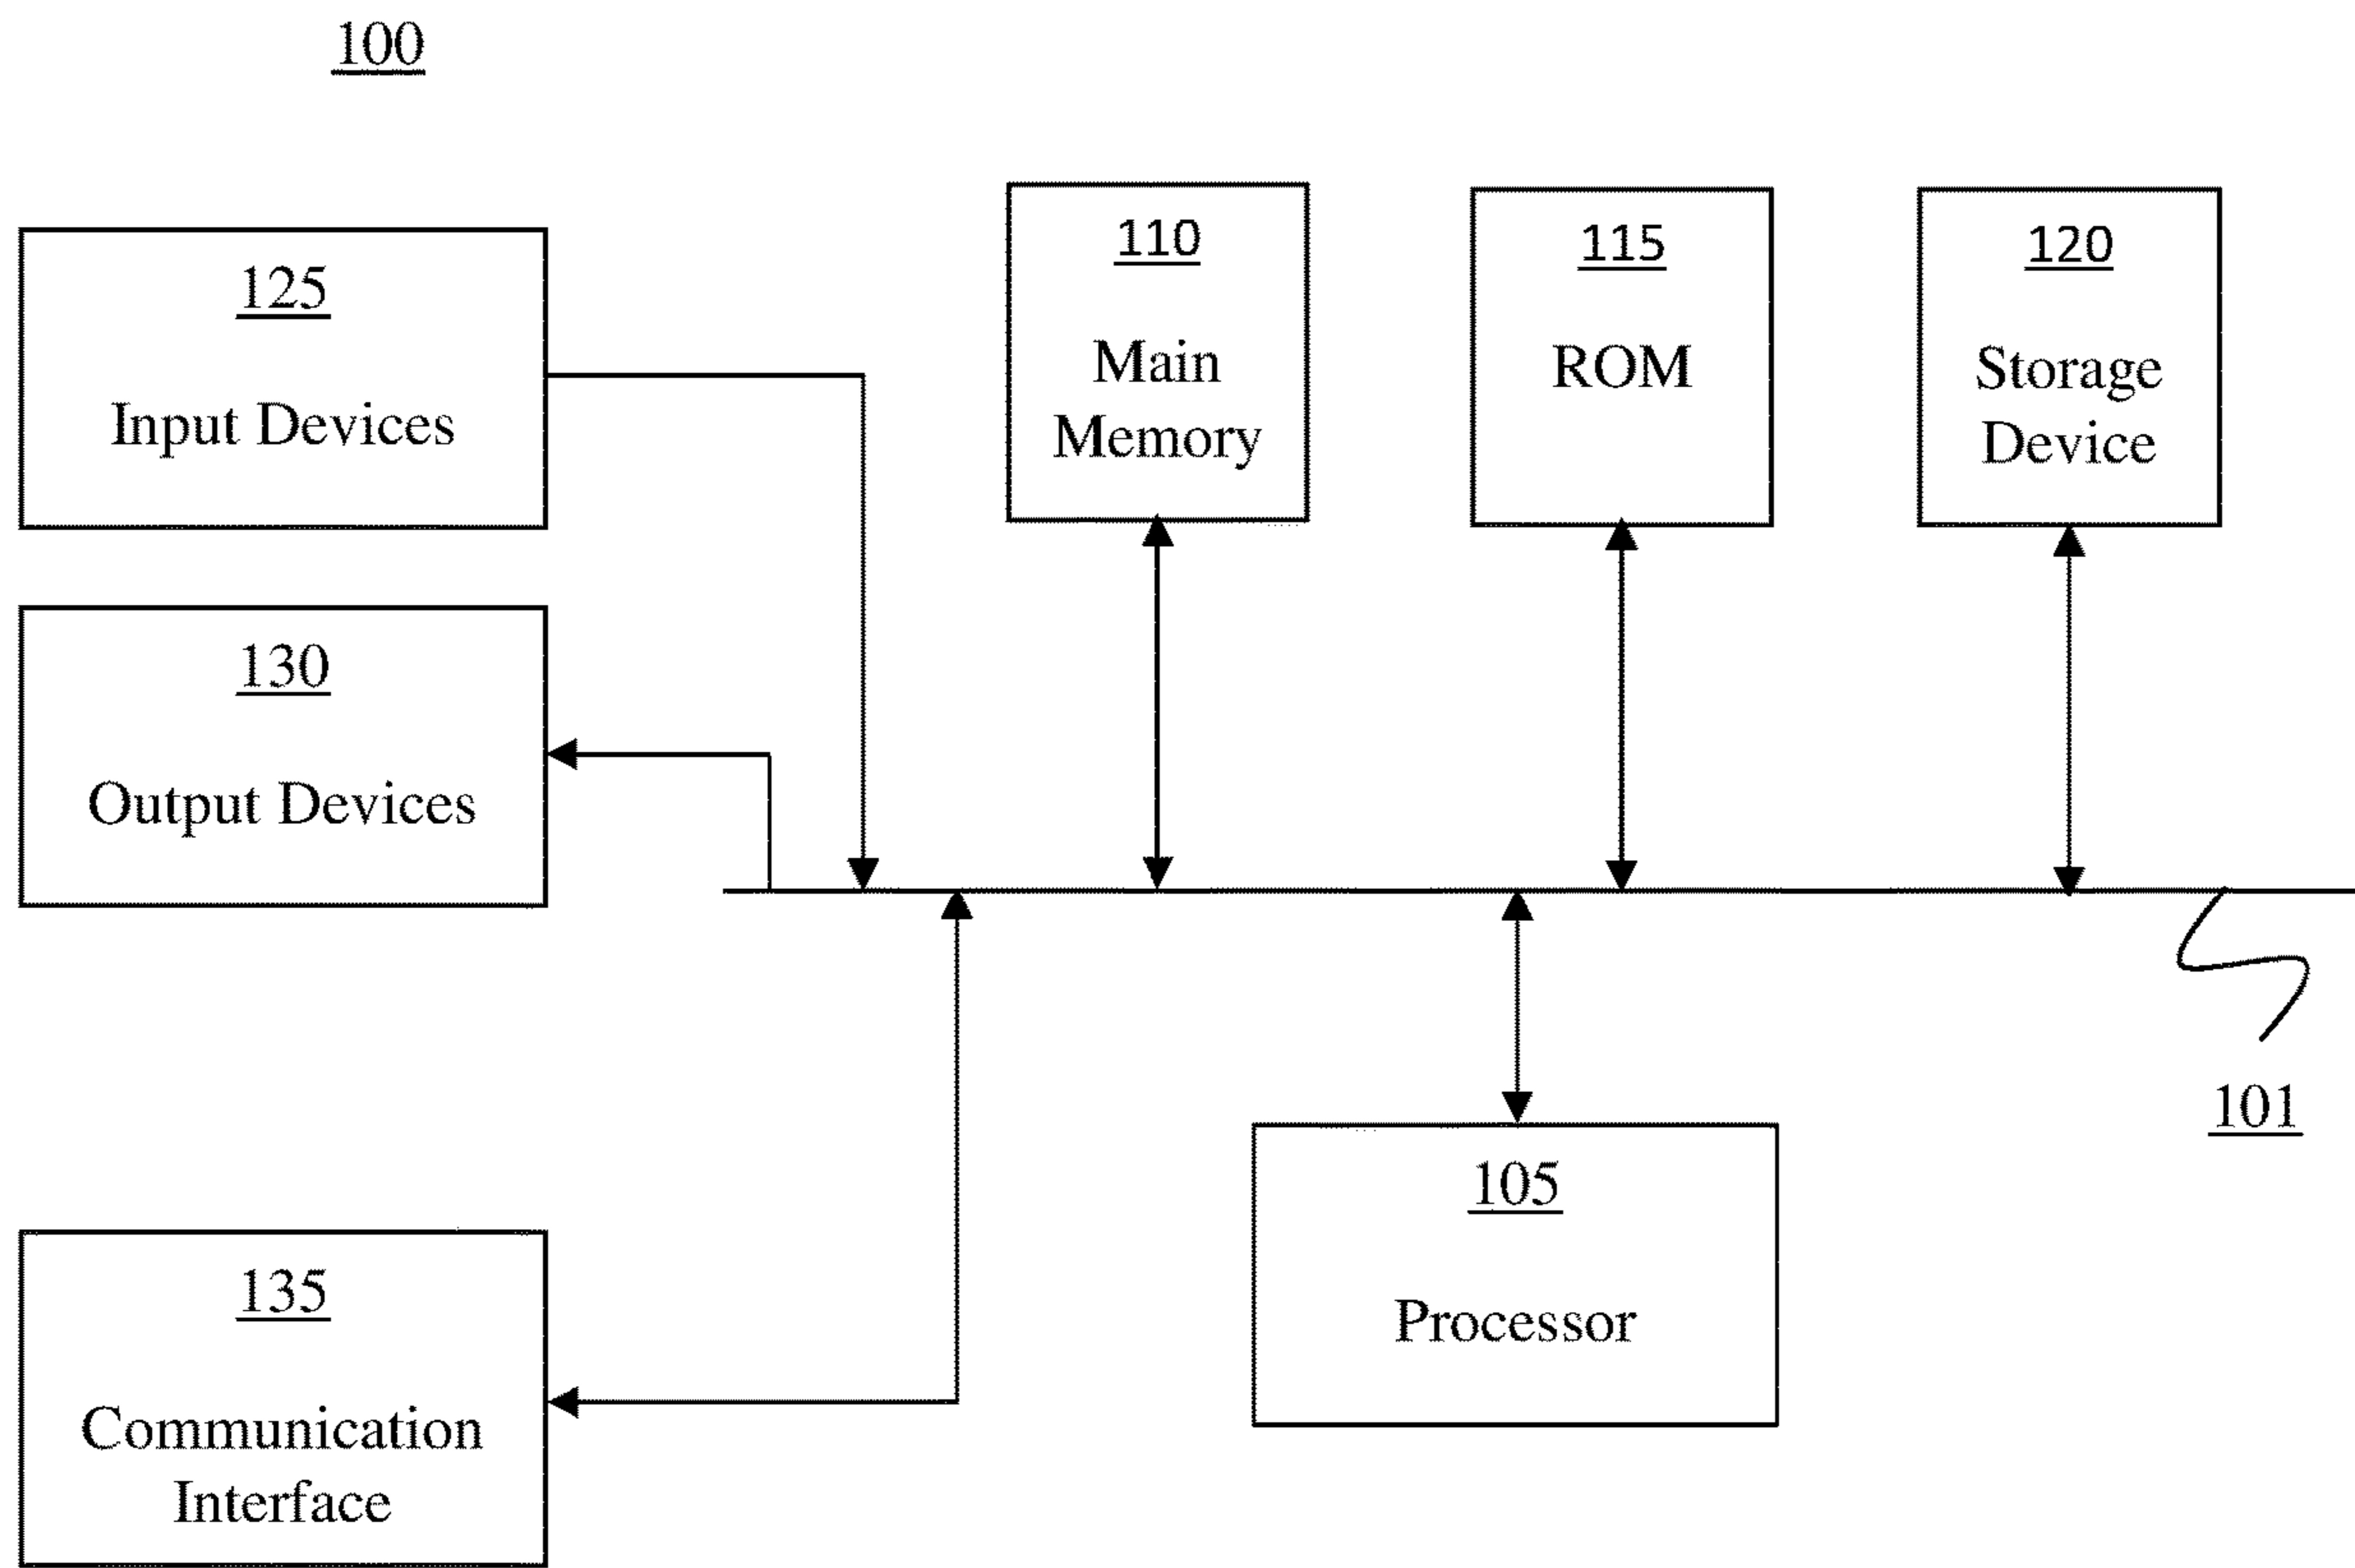 100
125
Input Devices
110
Main
Memory
115
ROM
120
Storage
Device
130
Output Devices
101
105
Processor
135
Communication
Interface